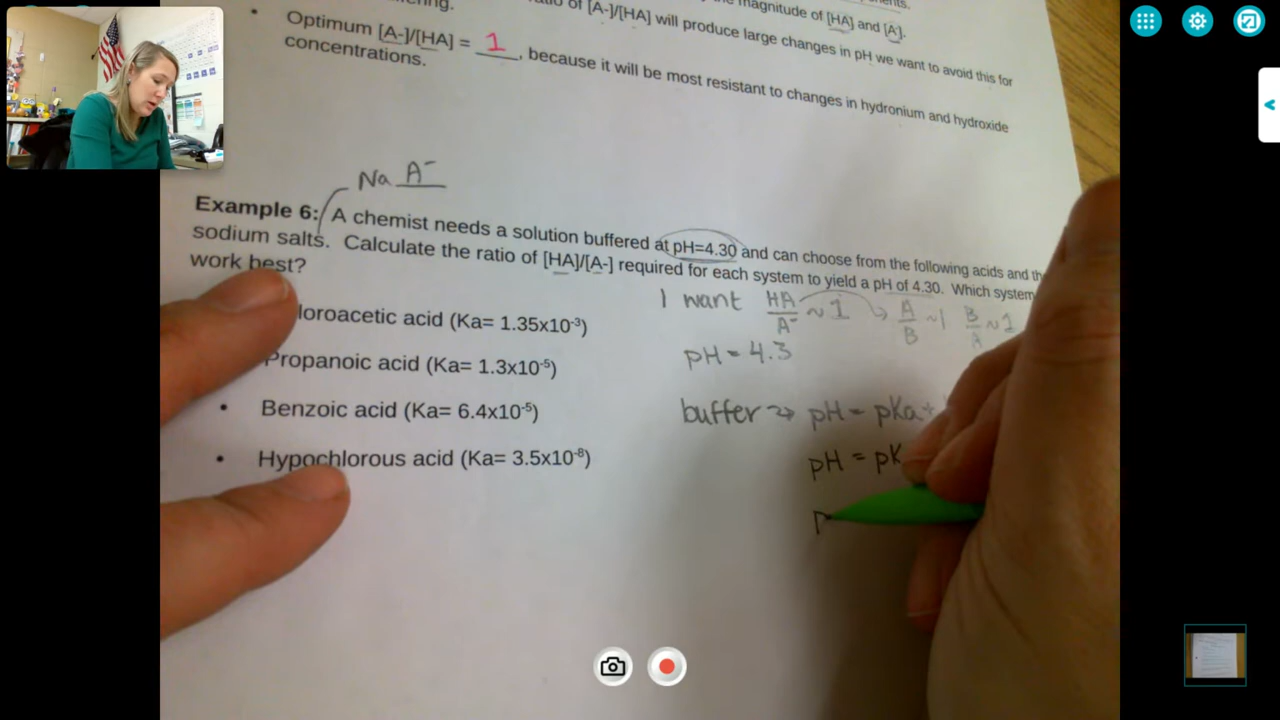 ratio of [A-]/[HA] will produce large changes in pH we want to avoid this for
magnitude of [HA] and [A-].
Optimum [A-]/[HA] = 1, because it will be most resistant to changes in hydronium and hydroxide
concentrations.
Na A-
Example 6: A chemist needs a solution buffered at pH=4.30 and can choose from the following acids and
sodium salts. Calculate the ratio of [HA]/[A-] required for each system to yield a pH of 4.30. Which system
work best?
loroacetic acid (Ka= 1.35x10-3)
Propanoic acid (Ka= 1.3x10-5)
• Benzoic acid (Ka= 6.4x10-5)
• Hypochlorous acid (Ka= 3.5x10-8)
I want HA/A- ~ 1 → A/B ~1 B/A ~ 1
pH = 4.3
buffer → pH = pKa+
pH = pK